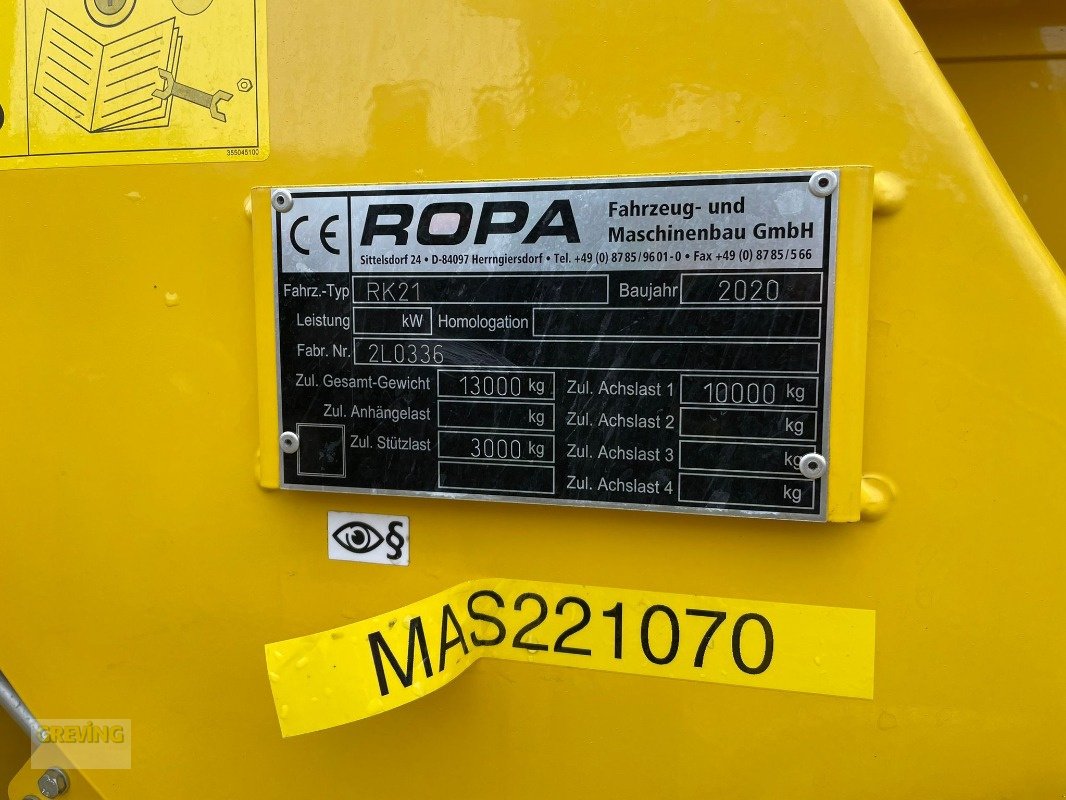 355045100
CE ROPA Fahrzeug- und
Maschinenbau GmbH
Sittelsdorf 24 • D-84097 Herrngiersdorf • Tel. +49 (0) 8785/9601-0 • Fax +49 (0) 8785/566
Fahrz.-Typ RK21 Baujahr 2020
Leistung kW Homologation
Fabr. Nr. 2L0336
Zul. Gesamt-Gewicht 13000 kg Zul. Achslast 1 10000 kg
Zul. Anhängelast kg Zul. Achslast 2 kg
Zul. Stützlast 3000 kg Zul. Achslast 3 kg
Zul. Achslast 4 kg
§
MAS221070
GREVING